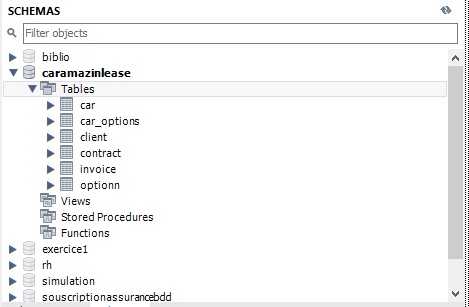 SCHEMAS
Filter objects
biblio
caramazinlease
Tables
car
car_options
client
contract
invoice
optionn
Views
Stored Procedures
Functions
exercice1
rh
simulation
souscriptionassurancebdd